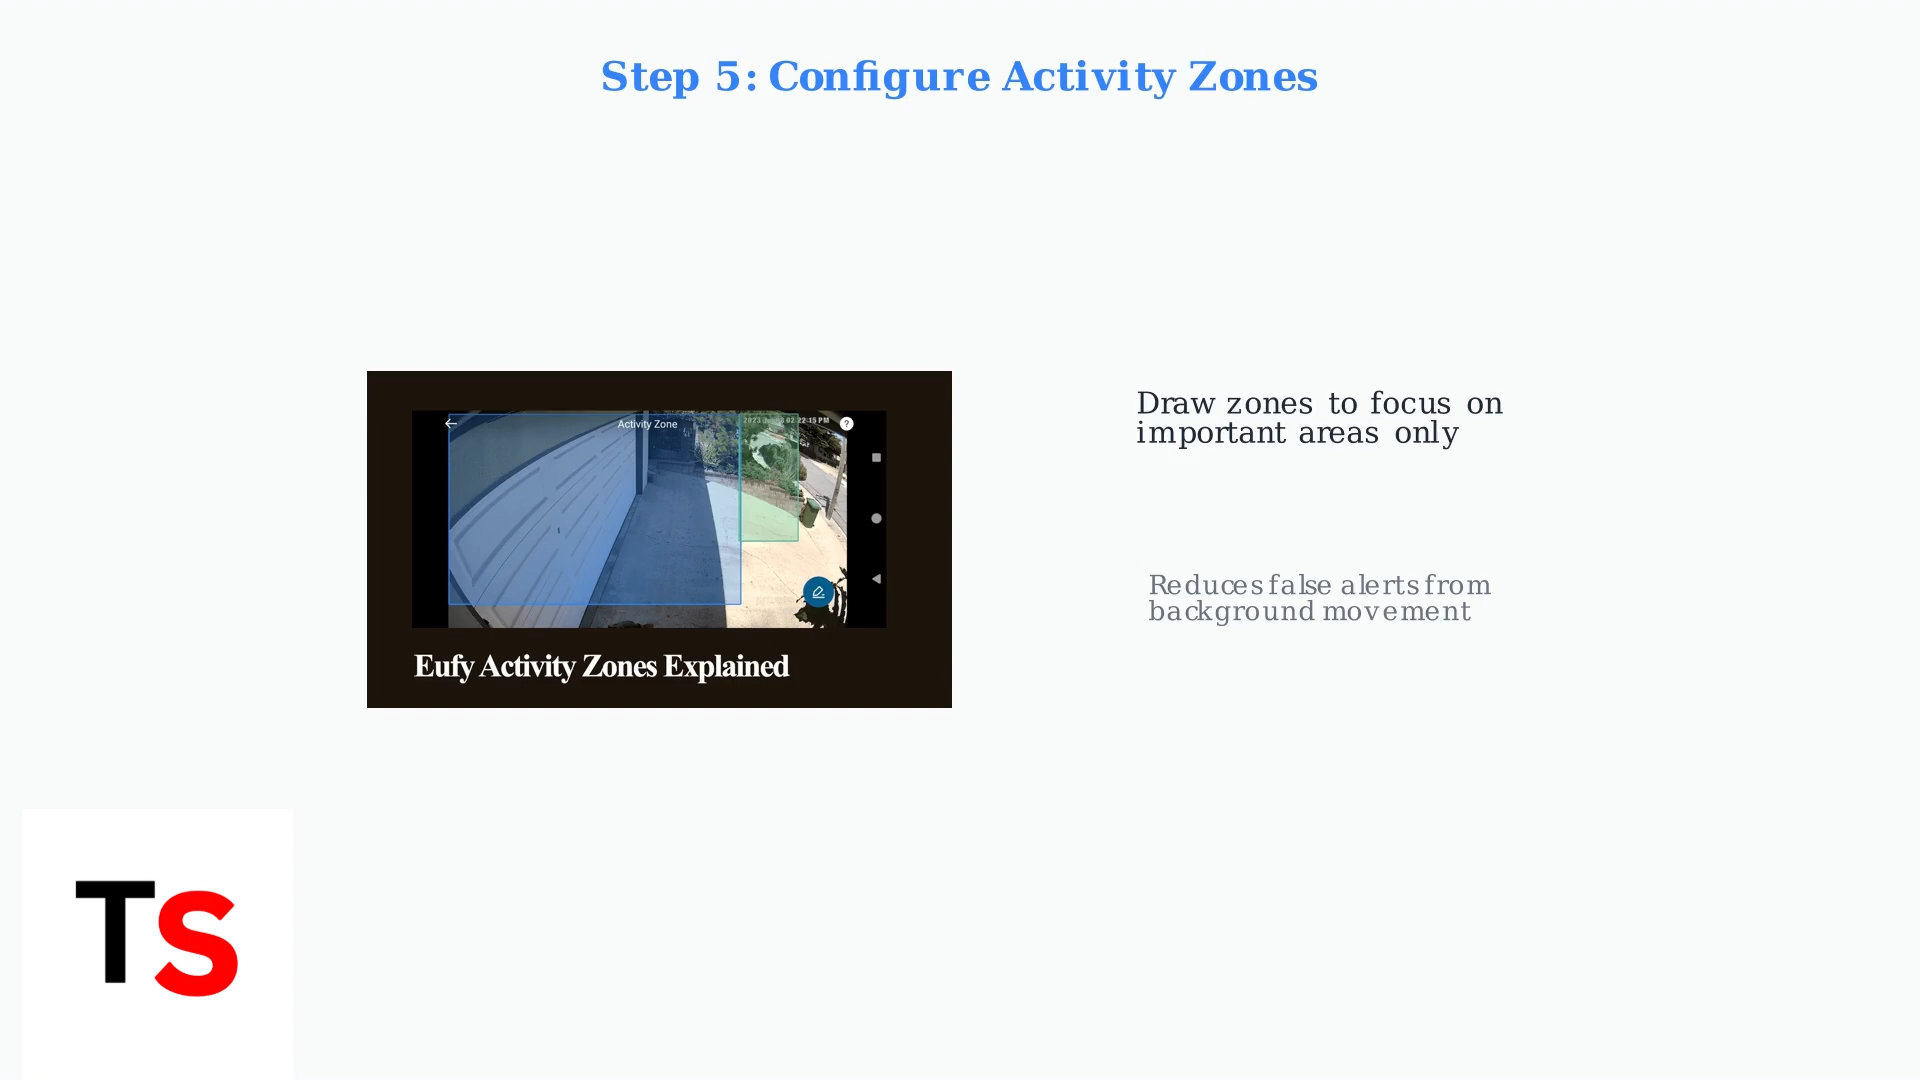 Step 5: Configure Activity Zones
Activity Zone
?
Eufy Activity Zones Explained
Draw zones to focus on
important areas only
Reduces false alerts from
background movement
TS